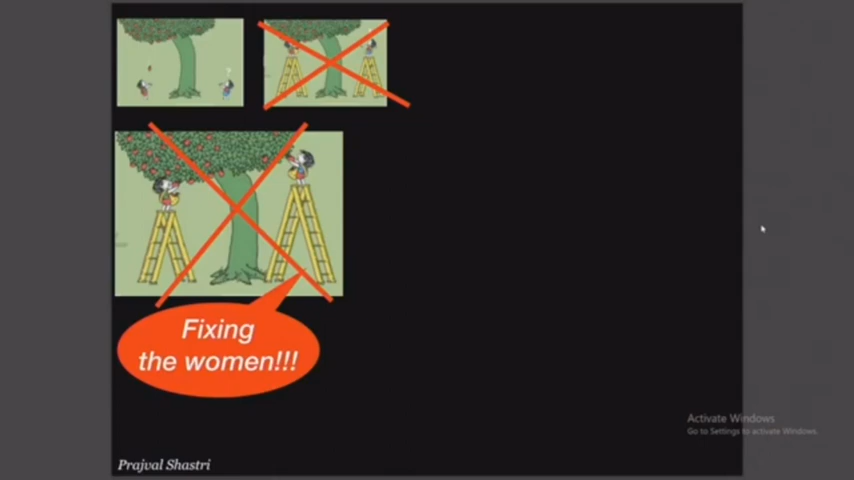 Fixing
the women!!!
Activate Windows
Go to Settings to activate Windows.
Prajval Shastri